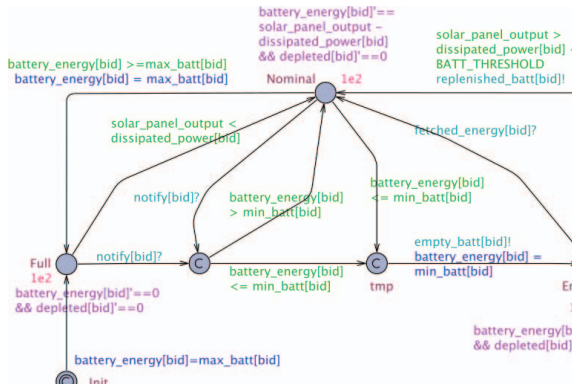 battery_energy[bid]'==
solar_panel_output –
dissipated_power[bid]
&& depleted[bid]'==0
Nominal
1e2
solar_panel_output >
dissipated_power[bid]
BATT_THRESHOLD
replenished_batt[bid]!
battery_energy[bid] >=max_batt[bid]
battery_energy[bid] = max_batt[bid]
solar_panel_output <
dissipated_power[bid]
fetched_energy[bid]?
notify[bid]?
battery_energy[bid]
> min_batt[bid]
battery_energy[bid]
<= min_batt[bid]
Full
1e2
notify[bid]?
C
battery_energy[bid]
<= min_batt[bid]
C
tmp
empty_batt[bid]!
battery_energy[bid] =
min_batt[bid]
battery_energy[bid]'==0
&& depleted[bid]'==0
battery_energy[b
&& depleted[bid]
battery_energy[bid]=max_batt[bid]
Init